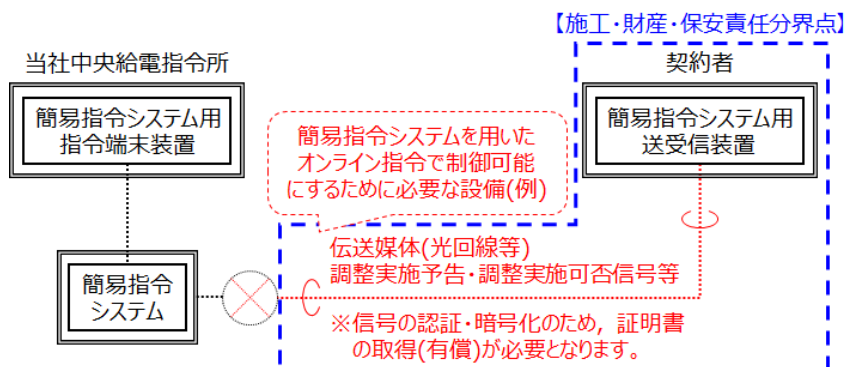 【施工・財産・保安責任分界点】
当社中央給電指令所
契約者
簡易指令システム用
指令端末装置
簡易指令システム用
送受信装置
簡易指令システムを用いた
オンライン指令で制御可能
にするために必要な設備(例)
伝送媒体(光回線等)
調整実施予告・調整実施可否信号等
簡易指令
システム
※信号の認証・暗号化のため, 証明書
の取得(有償)が必要となります。